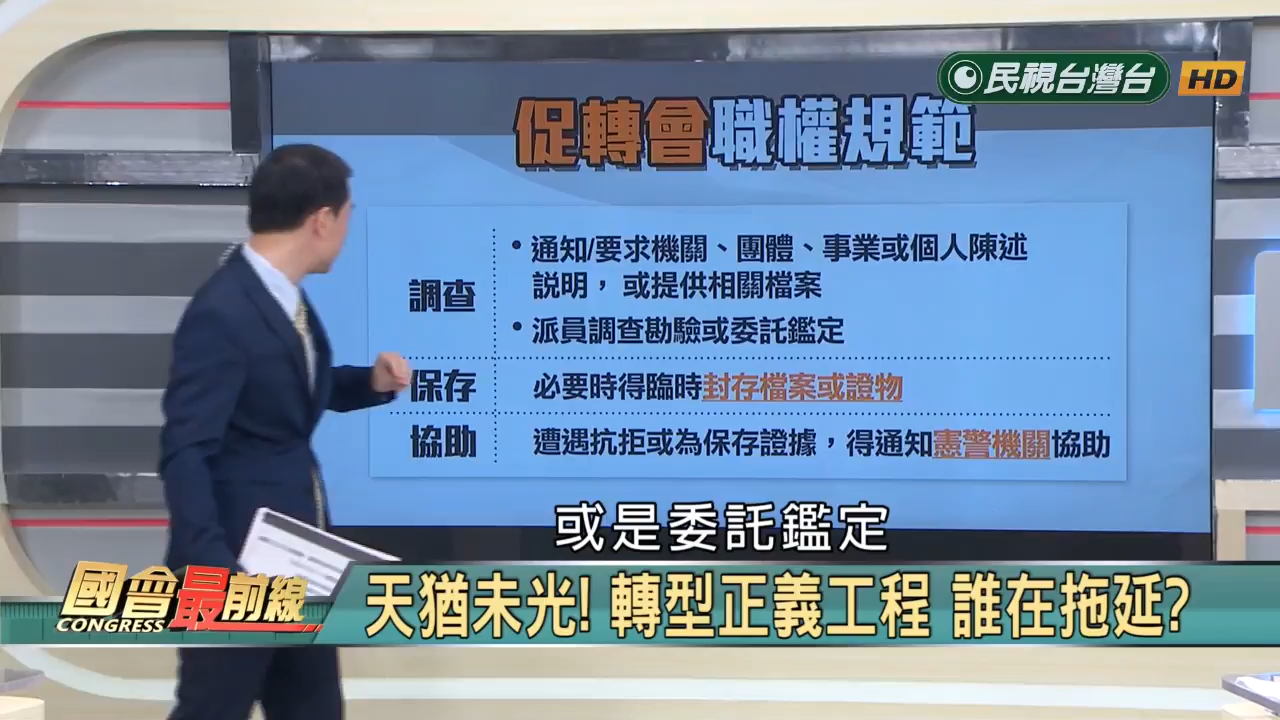 民視台灣台 HD
促轉會職權規範
調查
• 通知/要求機關、團體、事業或個人陳述
說明，或提供相關檔案
• 派員調查勘驗或委託鑑定
保存
必要時得臨時封存檔案或證物
協助
遭遇抗拒或為保存證據，得通知憲警機關協助
或是委託鑑定
國會最前線
CONGRESS
天猶未光! 轉型正義工程 誰在拖延?